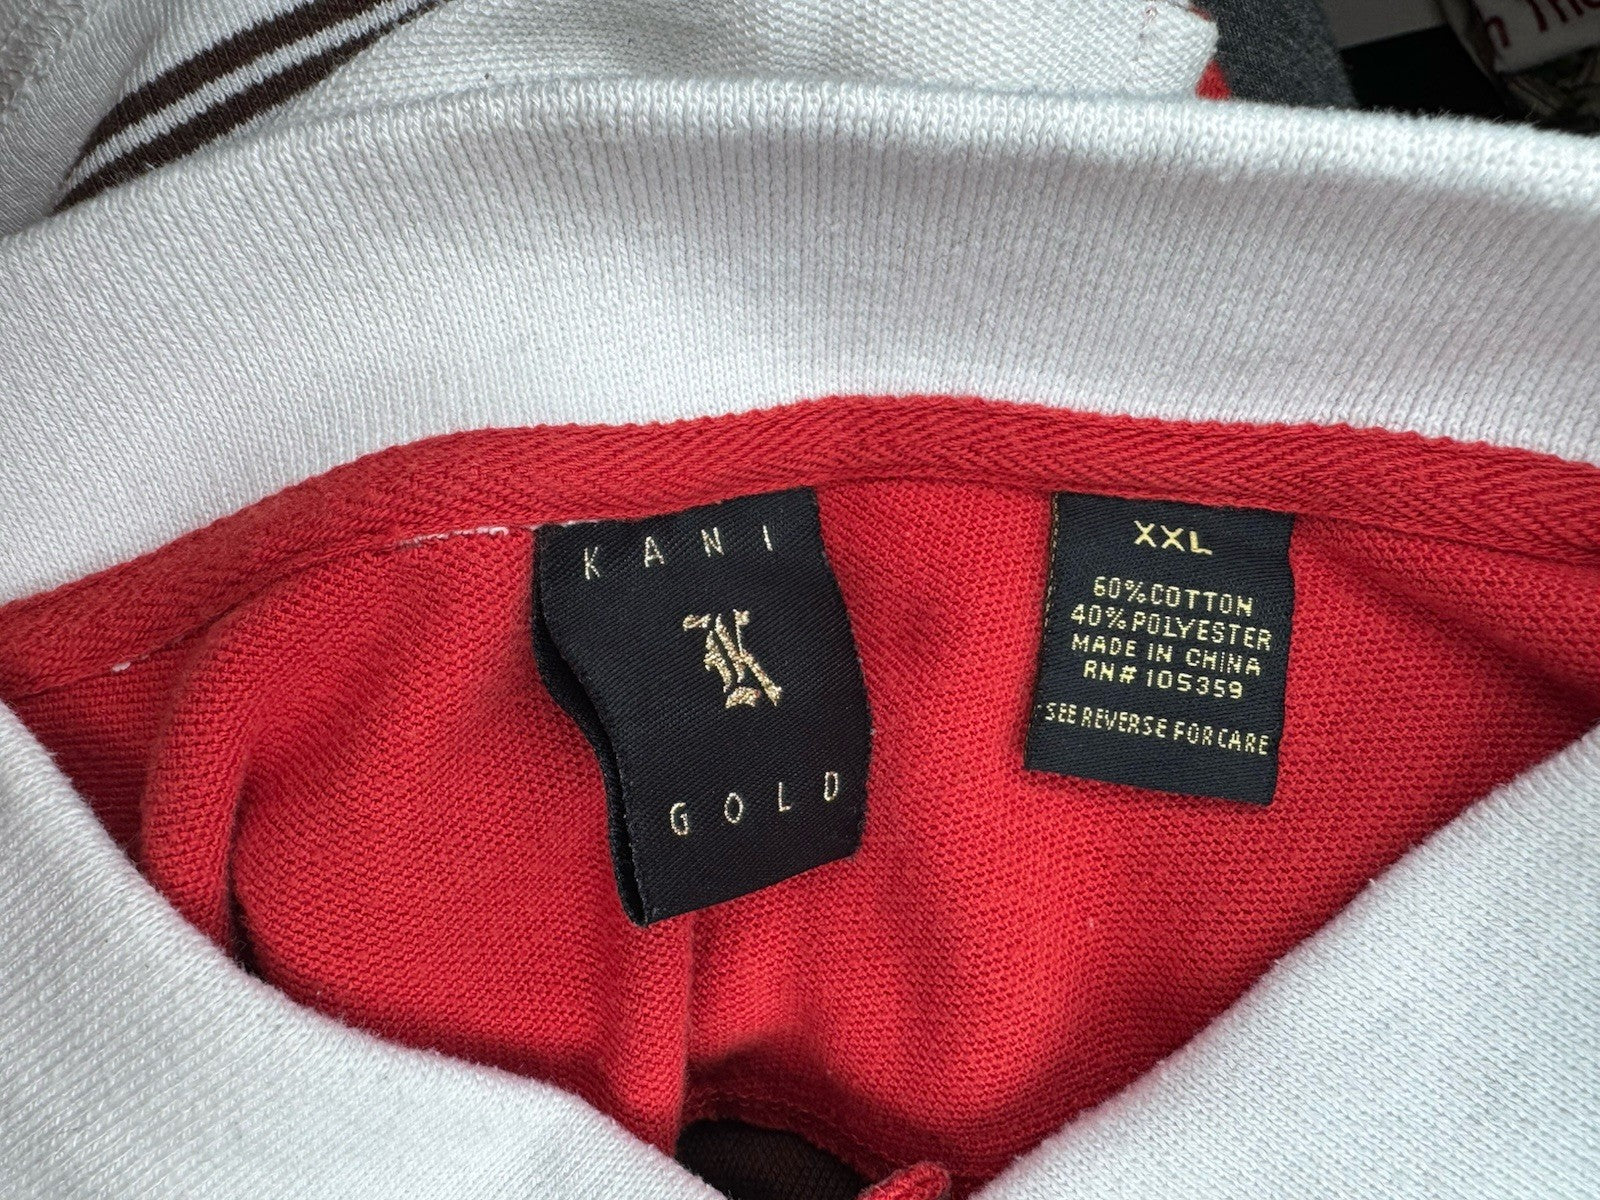 KANI
K
GOLD
XXL
60% COTTON
40% POLYESTER
MADE IN CHINA
RN# 105359
SEE REVERSE FOR CARE